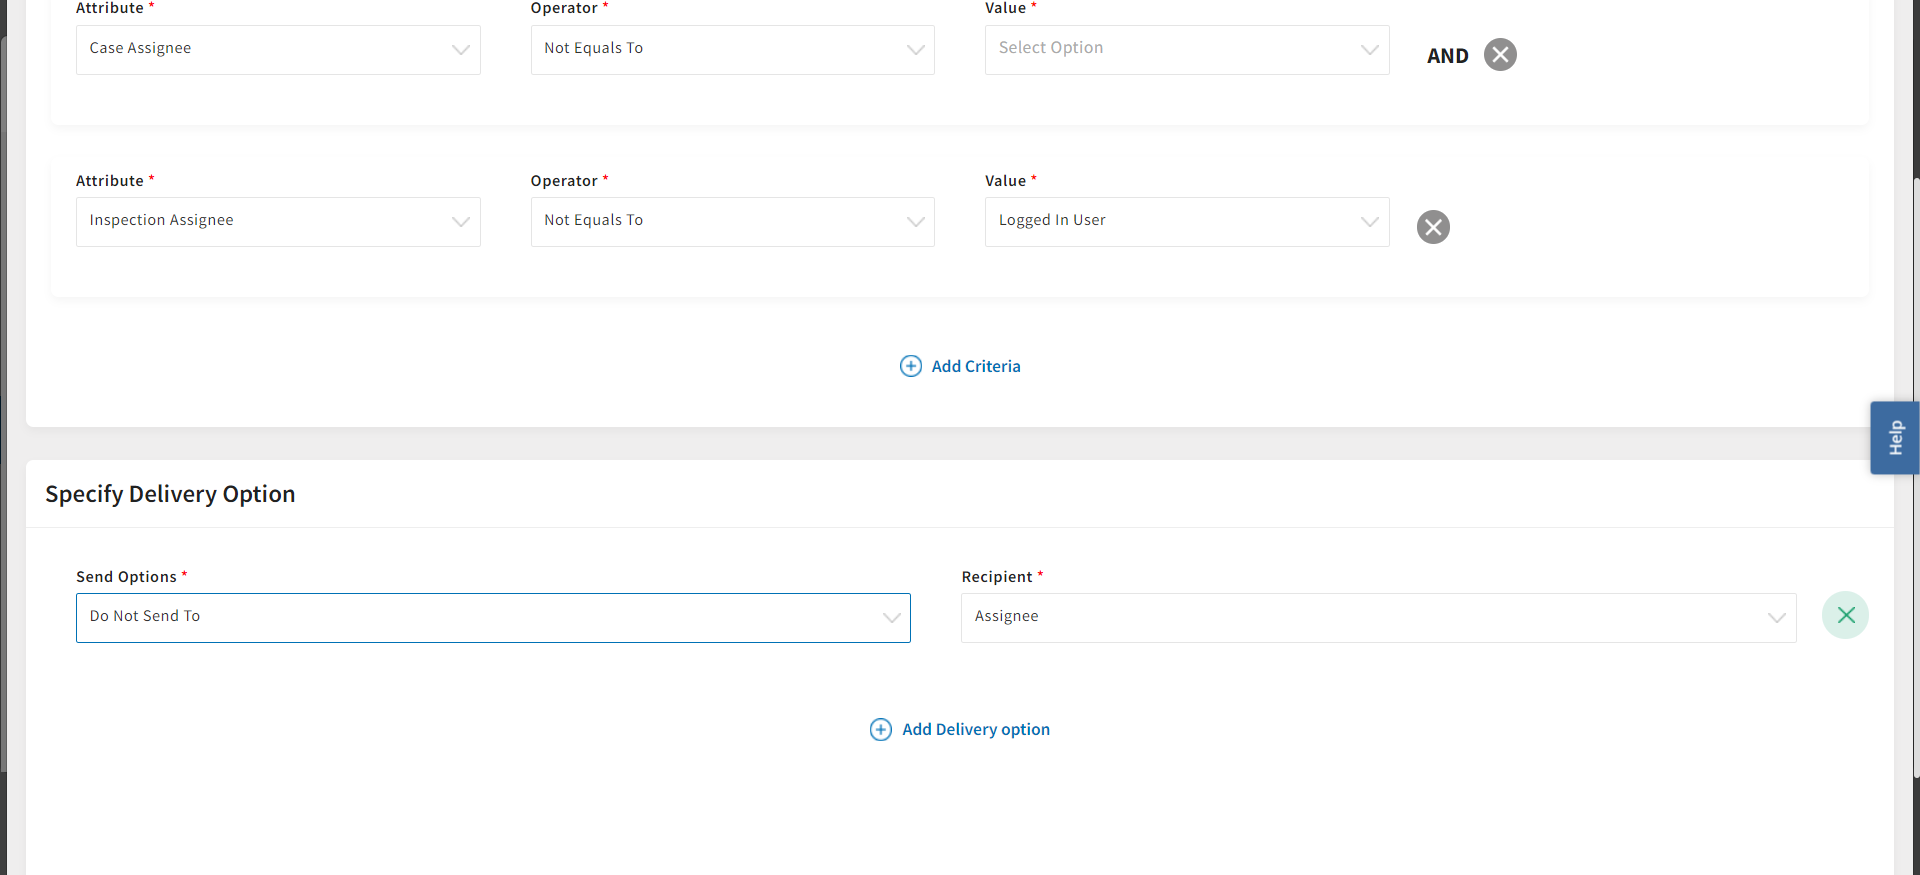 Attribute * Operator * Value *
Case Assignee Not Equals To Select Option AND
Attribute * Operator * Value *
Inspection Assignee Not Equals To Logged In User
Add Criteria
Help
Specify Delivery Option
Send Options * Recipient *
Do Not Send To Assignee
Add Delivery option